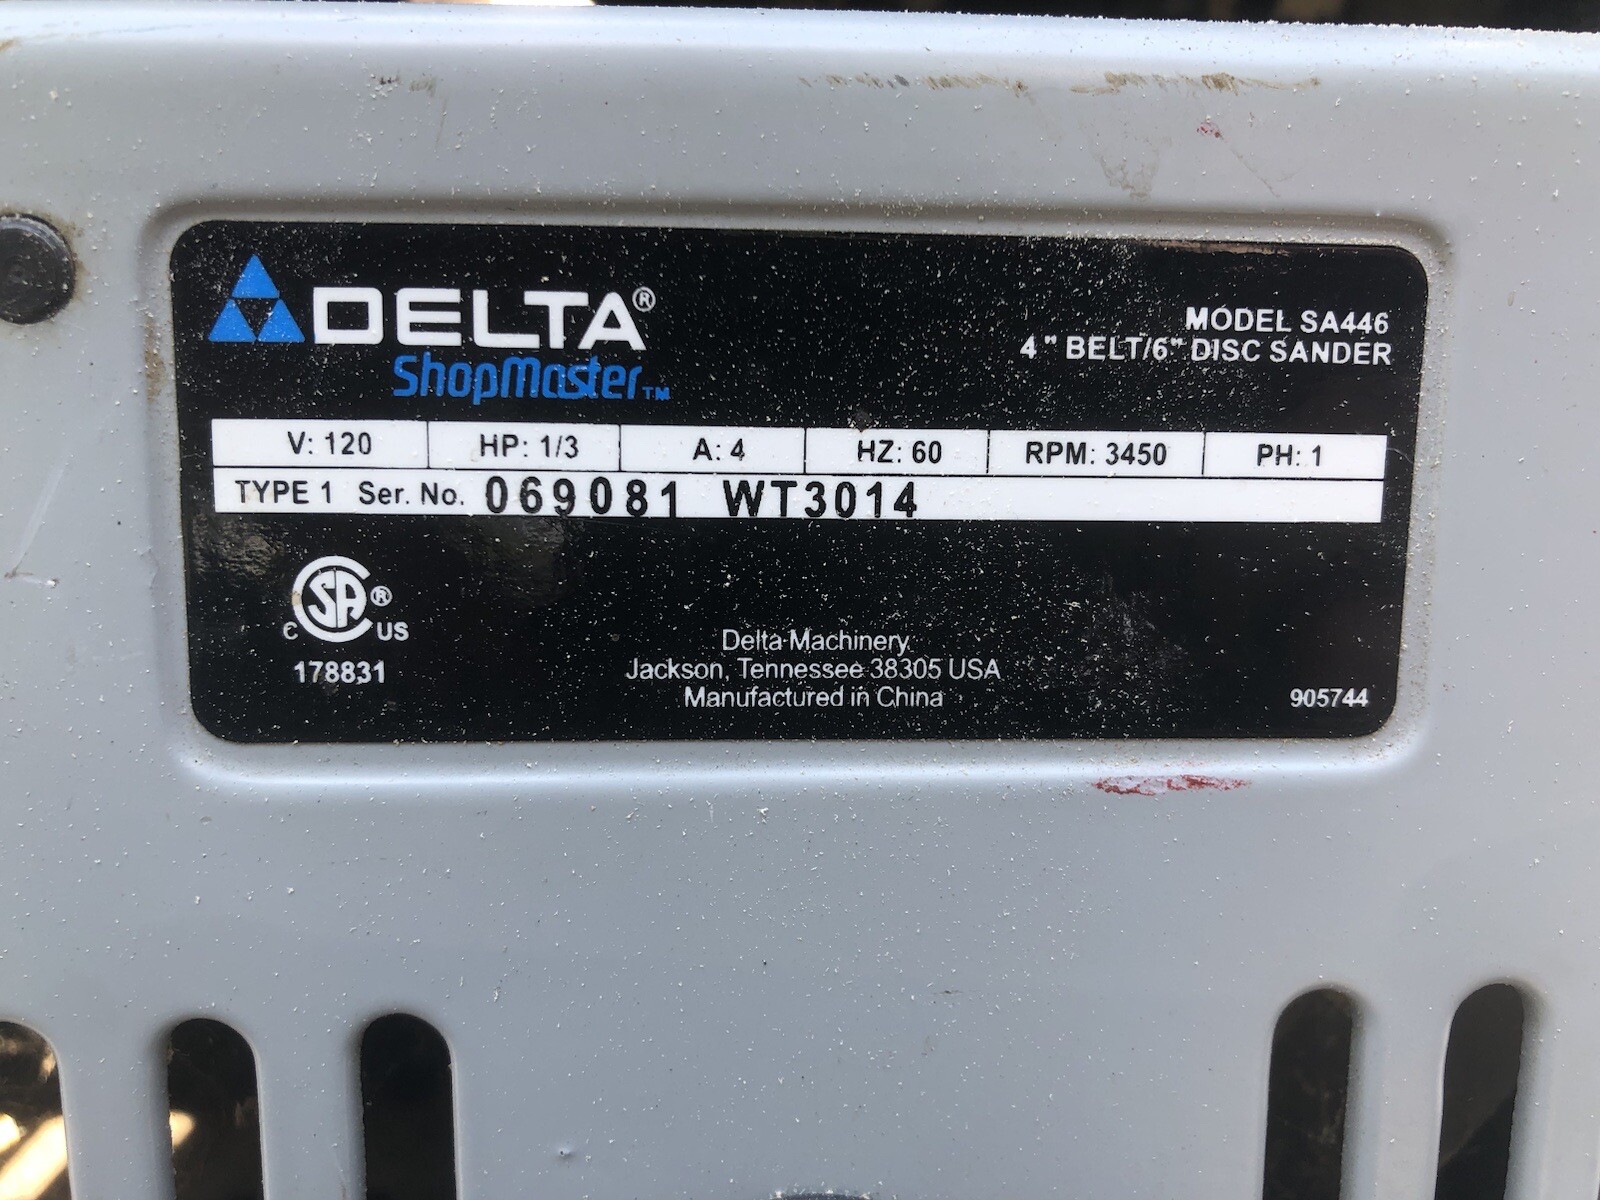 DELTA®
ShopMaster™
MODEL SA446
4" BELT/6" DISC SANDER
V: 120 HP: 1/3 A: 4 HZ: 60 RPM: 3450 PH: 1
TYPE 1 Ser. No. 069081 WT3014
SA®
C US
178831
Delta Machinery
Jackson, Tennessee 38305 USA
Manufactured in China
905744